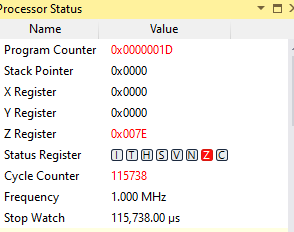 Processor Status
Name Value
Program Counter 0x0000001D
Stack Pointer 0x0000
X Register 0x0000
Y Register 0x0000
Z Register 0x007E
Status Register I T H S V N Z C
Cycle Counter 115738
Frequency 1.000 MHz
Stop Watch 115,738.00 µs